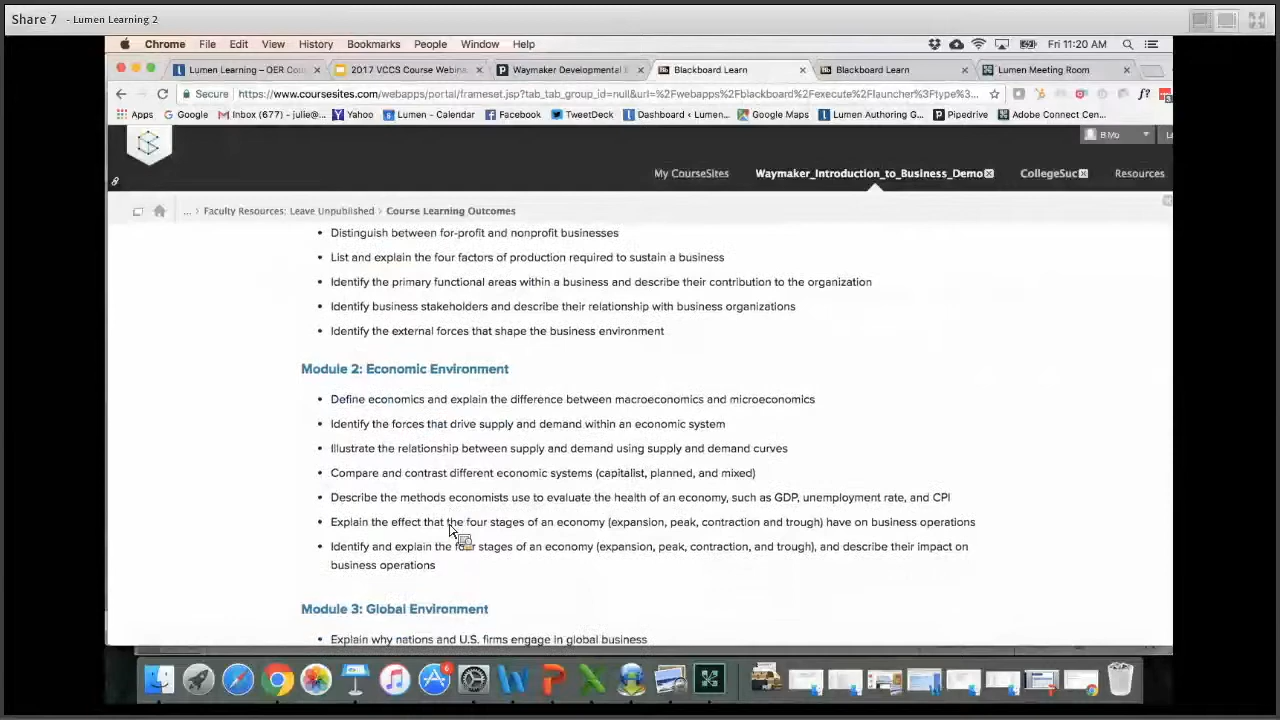 Share 7 - Lumen Learning 2
Chrome File Edit View History Bookmarks People Window Help Fri 11:20 AM
Lumen Learning – OER Cou 2017 VCCS Course Webina Waymaker Developmental Blackboard Learn Blackboard Learn Lumen Meeting Room
Secure https://www.coursesites.com/webapps/portal/frameset.jsp?tab_tab_group_id=null&url=%2Fwebapps%2Fblackboard%2Fexecute%2Flauncher%3Ftype%3...
Apps Google Inbox (677) - julie@... Yahoo Lumen - Calendar Facebook TweetDeck Dashboard ‹ Lumen... Google Maps Lumen Authoring G... Pipedrive Adobe Connect Cen...
B Mo
My CourseSites Waymaker_Introduction_to_Business_Demo CollegeSuc Resources
... › Faculty Resources: Leave Unpublished › Course Learning Outcomes
• Distinguish between for-profit and nonprofit businesses
• List and explain the four factors of production required to sustain a business
• Identify the primary functional areas within a business and describe their contribution to the organization
• Identify business stakeholders and describe their relationship with business organizations
• Identify the external forces that shape the business environment
Module 2: Economic Environment
• Define economics and explain the difference between macroeconomics and microeconomics
• Identify the forces that drive supply and demand within an economic system
• Illustrate the relationship between supply and demand using supply and demand curves
• Compare and contrast different economic systems (capitalist, planned, and mixed)
• Describe the methods economists use to evaluate the health of an economy, such as GDP, unemployment rate, and CPI
• Explain the effect that the four stages of an economy (expansion, peak, contraction and trough) have on business operations
• Identify and explain the four stages of an economy (expansion, peak, contraction, and trough), and describe their impact on
business operations
Module 3: Global Environment
• Explain why nations and U.S. firms engage in global business